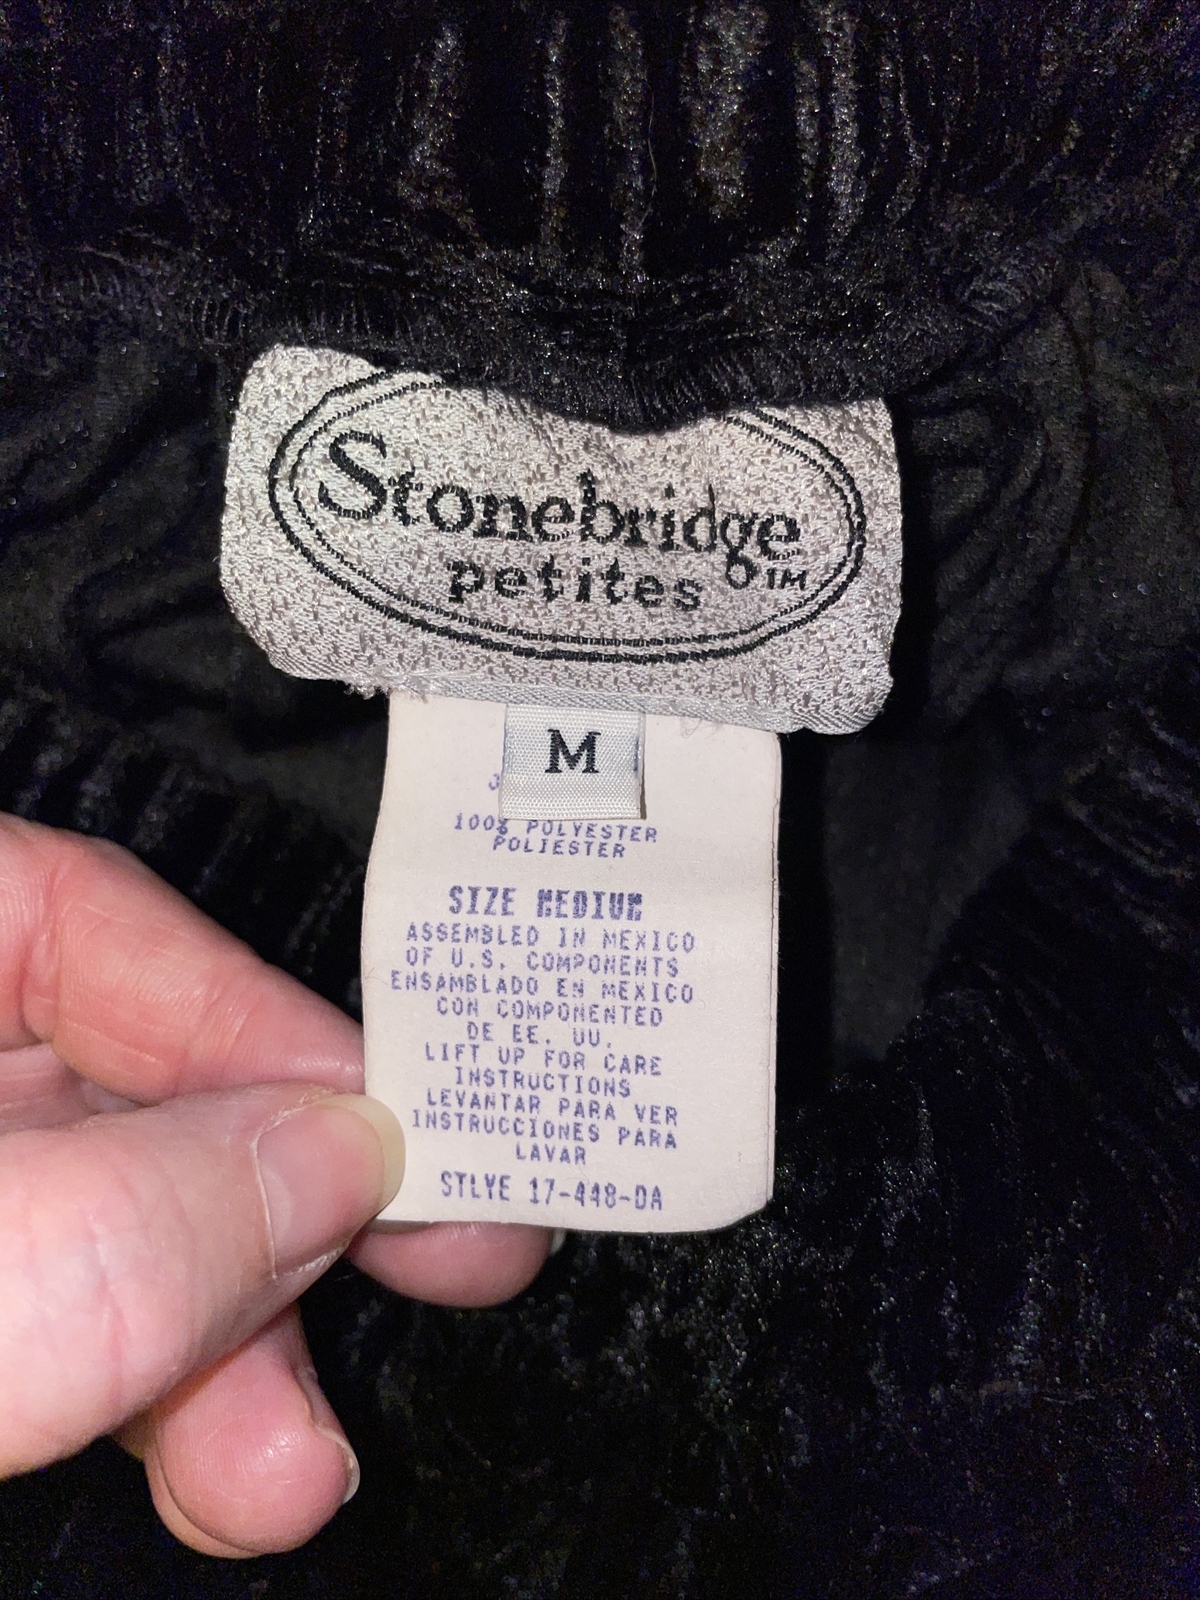 Stonebridge
petites TM
M
100% POLYESTER
POLIESTER
SIZE MEDIUM
ASSEMBLED IN MEXICO
OF U.S. COMPONENTS
ENSAMBLADO EN MEXICO
CON COMPONENTED
DE EE. UU.
LIFT UP FOR CARE
INSTRUCTIONS
LEVANTAR PARA VER
INSTRUCCIONES PARA
LAVAR
STLYE 17-448-DA